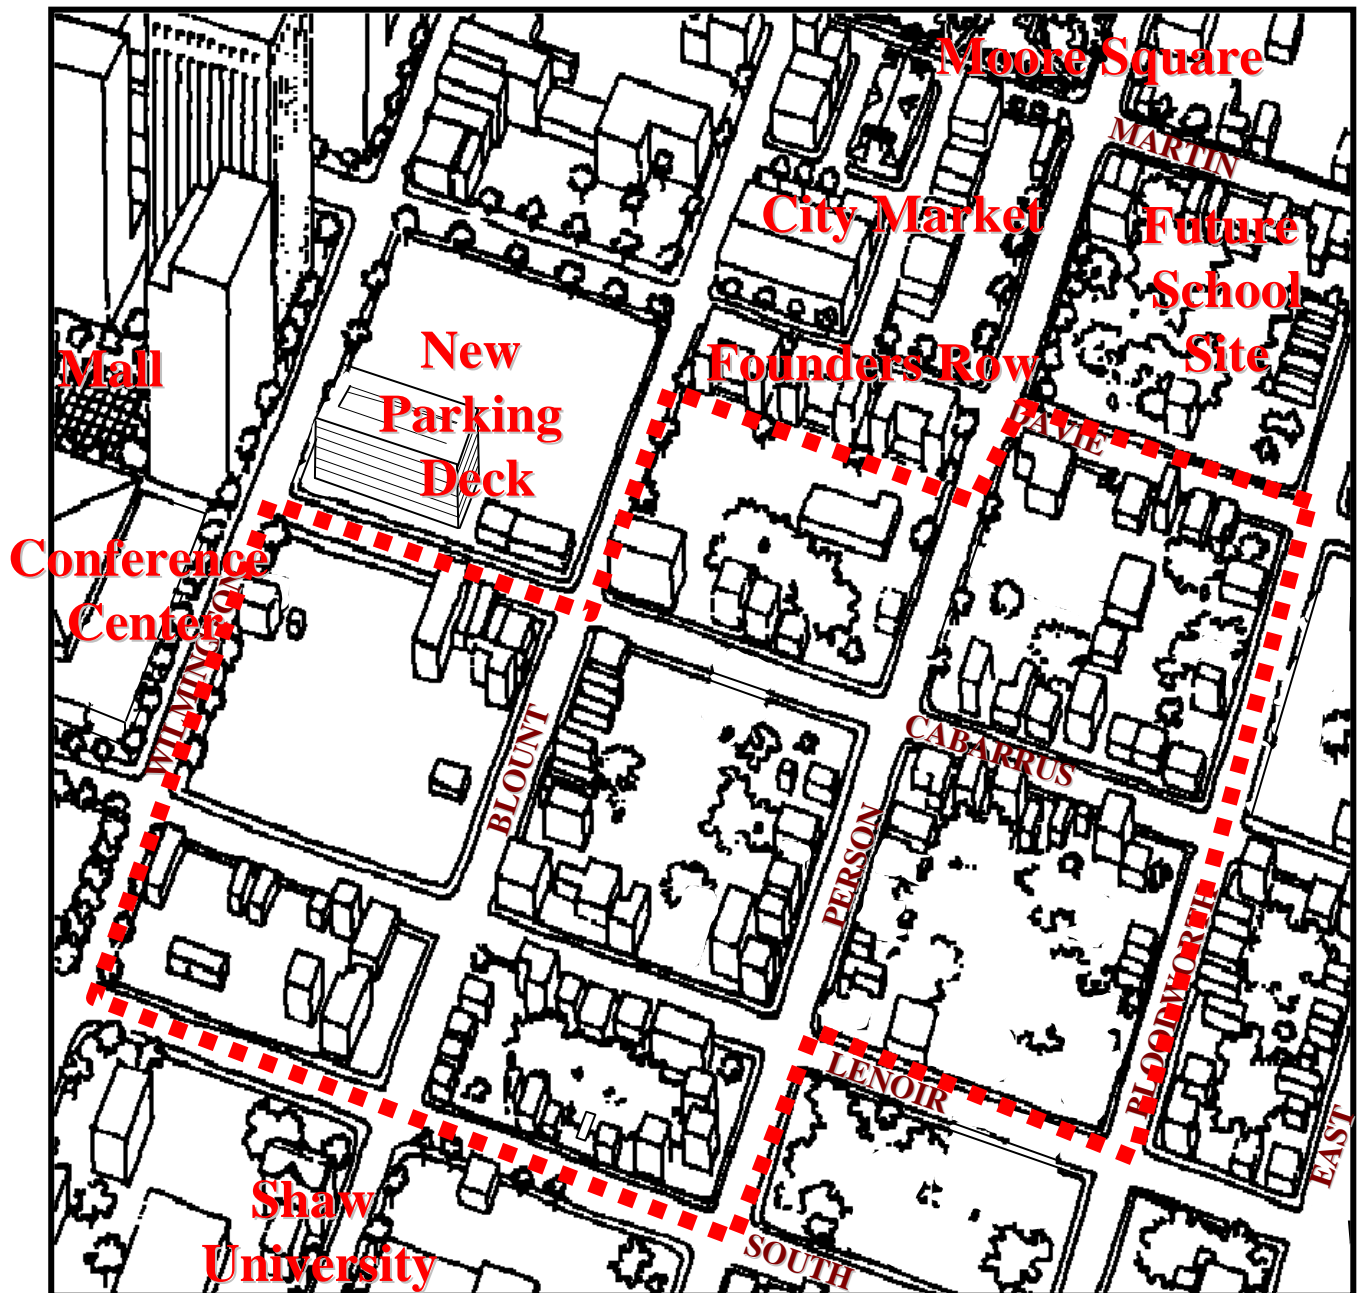 Moore Square
MARTIN
City Market
Future
School
Site
New
Parking
Deck
Mall
Founders Row
DAVIE
Conference
Center
WILMINGTON
BLOUNT
CABARRUS
PERSON
BLOODWORTH
LENOIR
EAST
Shaw
University
SOUTH